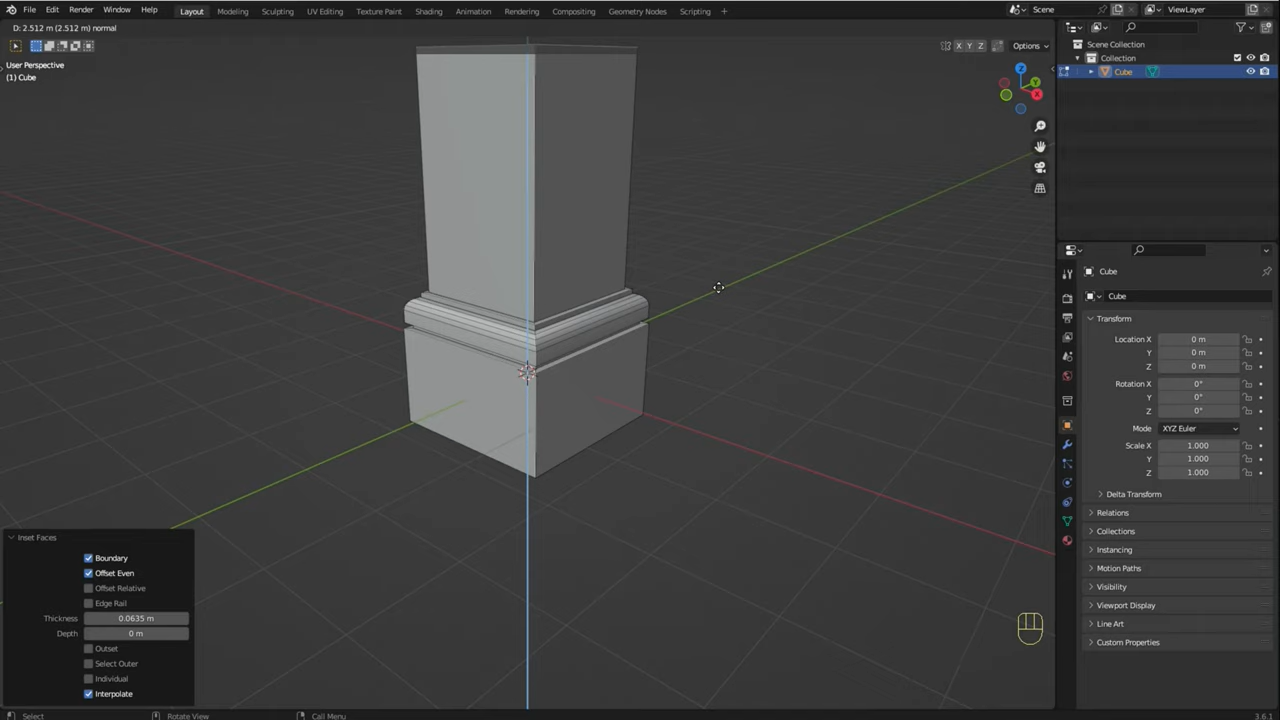 File Edit Render Window Help Layout Modeling Sculpting UV Editing Texture Paint Shading Animation Rendering Compositing Geometry Nodes Scripting + Scene ViewLayer
D: 2.512 m (2.512 m) normal
X Y Z Options
User Perspective
(1) Cube
Z
Y
X
Scene Collection
Collection
Cube
Cube
Cube
Transform
Location X 0 m
Y 0 m
Z 0 m
Rotation X 0°
Y 0°
Z 0°
Mode XYZ Euler
Scale X 1.000
Y 1.000
Z 1.000
Delta Transform
Relations
Collections
Instancing
Motion Paths
Visibility
Viewport Display
Line Art
Custom Properties
Inset Faces
Boundary
Offset Even
Offset Relative
Edge Rail
Thickness 0.0635 m
Depth 0 m
Outset
Select Outer
Individual
Interpolate
Select Rotate View Call Menu 3.6.1